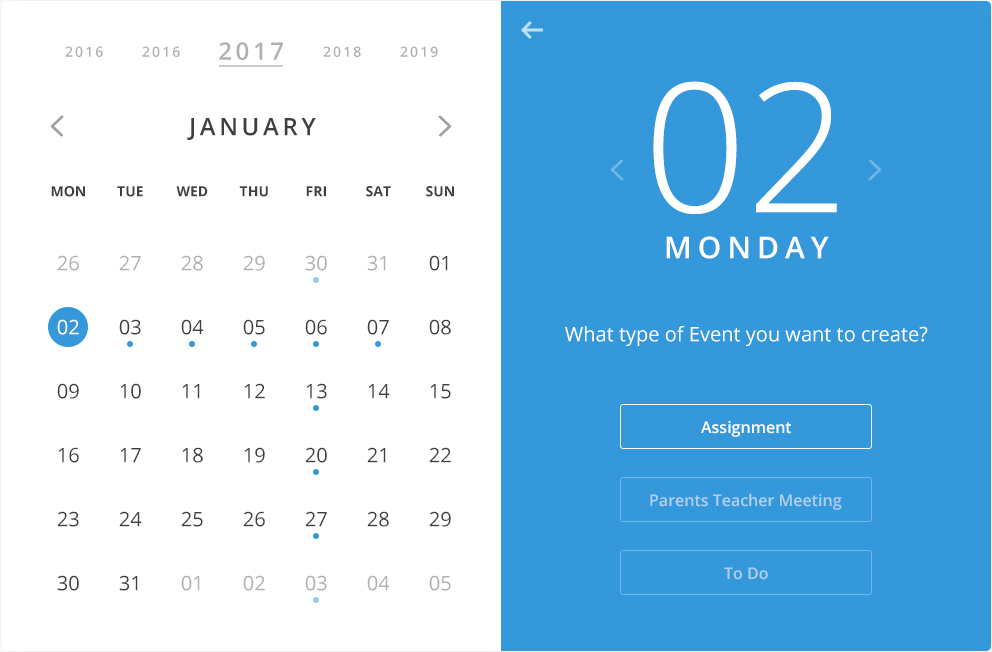 2016 2016 2017 2018 2019
JANUARY
MON TUE WED THU FRI SAT SUN
26 27 28 29 30 31 01
02 03 04 05 06 07 08
09 10 11 12 13 14 15
16 17 18 19 20 21 22
23 24 25 26 27 28 29
30 31 01 02 03 04 05
02
MONDAY
What type of Event you want to create?
Assignment
Parents Teacher Meeting
To Do